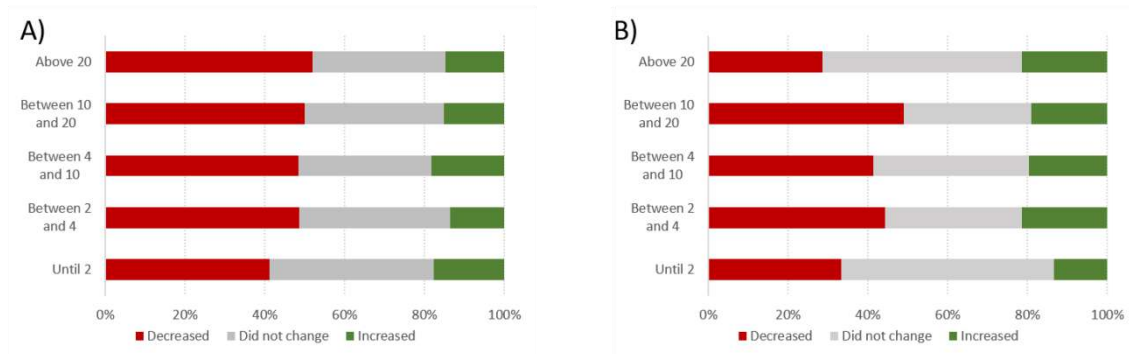 A)
Above 20
Between 10
and 20
Between 4
and 10
Between 2
and 4
Until 2
0% 20% 40% 60% 80% 100%
Decreased Did not change Increased
B)
Above 20
Between 10
and 20
Between 4
and 10
Between 2
and 4
Until 2
0% 20% 40% 60% 80% 100%
Decreased Did not change Increased